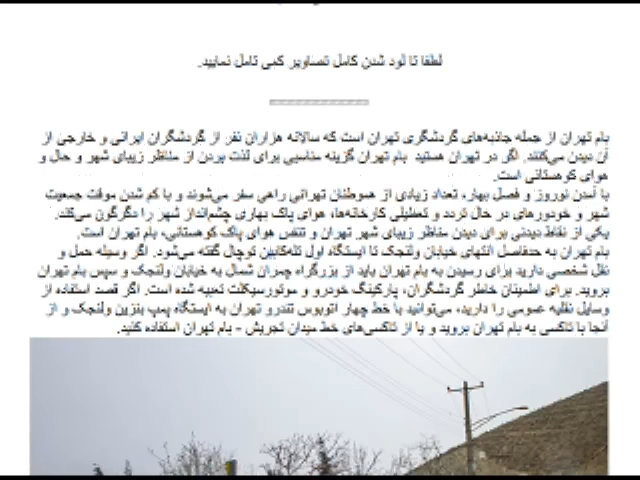 لطفا تا لود شدن کامل تصاویر کمی تامل نمایید.
بام تهران از جمله جاذبه‌های گردشگری تهران است که سالانه هزاران نفر از گردشگران ایرانی و خارجی از
آن دیدن می‌کنند. اگر در تهران هستید بام تهران گزینه مناسبی برای لذت بردن از مناظر زیبای شهر و حال و
هوای کوهستانی است.
با آمدن نوروز و فصل بهار، تعداد زیادی از هموطنان تهرانی راهی سفر می‌شوند و با کم شدن موقت جمعیت
شهر و خودروهای در حال تردد و تعطیلی کارخانه‌ها، هوای پاک بهاری چشم‌انداز شهر را دگرگون می‌کند.
یکی از نقاط دیدنی برای دیدن مناظر زیبای شهر تهران و تنفس هوای پاک کوهستانی، بام تهران است.
بام تهران به حدفاصل انتهای خیابان ولنجک تا ایستگاه اول تله‌کابین توچال گفته می‌شود. اگر وسیله حمل و
نقل شخصی دارید برای رسیدن به بام تهران باید از بزرگراه چمران شمال به خیابان ولنجک و سپس بام تهران
بروید. برای اطمینان خاطر گردشگران، پارکینگ خودرو و موتورسیکلت تعبیه شده است. اگر قصد استفاده از
وسایل نقلیه عمومی را دارید، می‌توانید با خط چهار اتوبوس تندرو تهران به ایستگاه پمپ بنزین ولنجک و از
آنجا با تاکسی به بام تهران بروید و یا از تاکسی‌های خط میدان تجریش - بام تهران استفاده کنید.